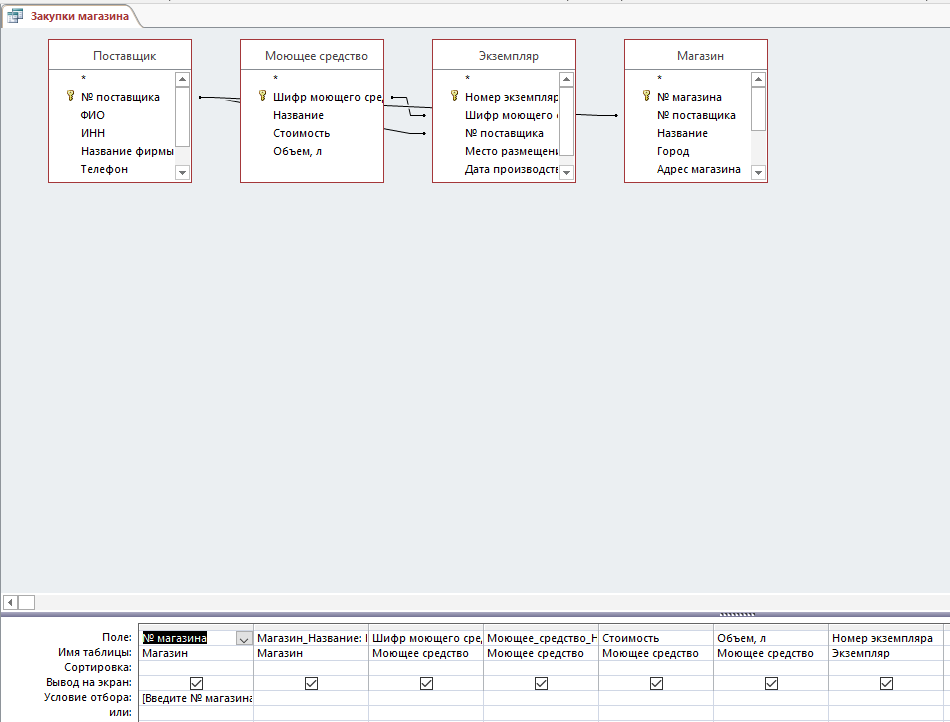 Закупки магазина
Поставщик
*
№ поставщика
ФИО
ИНН
Название фирмы
Телефон
Моющее средство
*
Шифр моющего сре
Название
Стоимость
Объем, л
Экземпляр
*
Номер экземпляр
Шифр моющего
№ поставщика
Место размещен
Дата производст
Магазин
*
№ магазина
№ поставщика
Название
Город
Адрес магазина
Поле: № магазина Магазин_Название: Шифр моющего сре Моющее_средство_Н Стоимость Объем, л Номер экземпляра
Имя таблицы: Магазин Магазин Моющее средство Моющее средство Моющее средство Моющее средство Экземпляр
Сортировка:
Вывод на экран:
Условие отбора: [Введите № магазина
или: